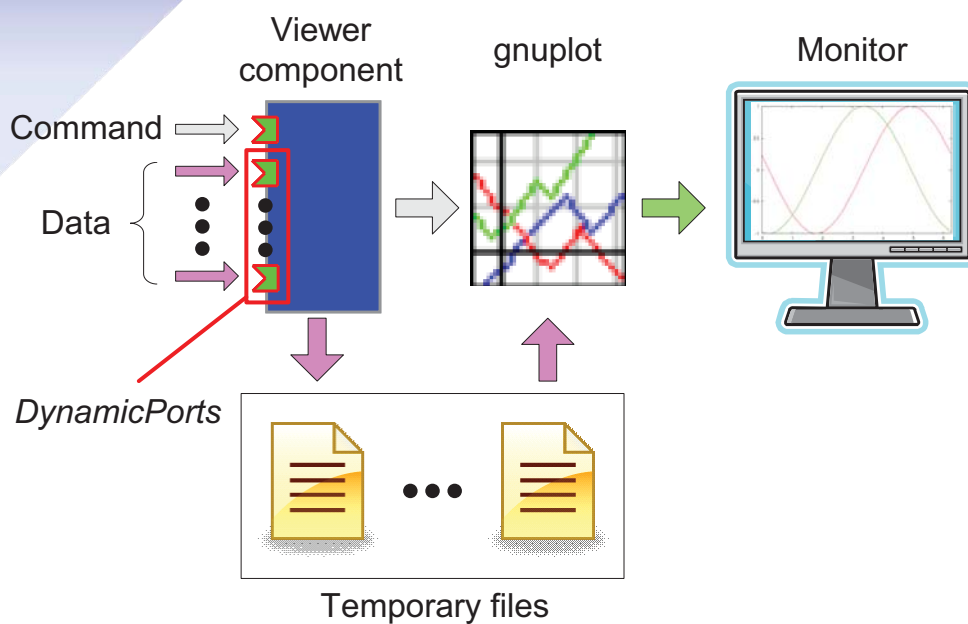 Viewer
component
gnuplot
Monitor
Command
Data
DynamicPorts
Temporary files